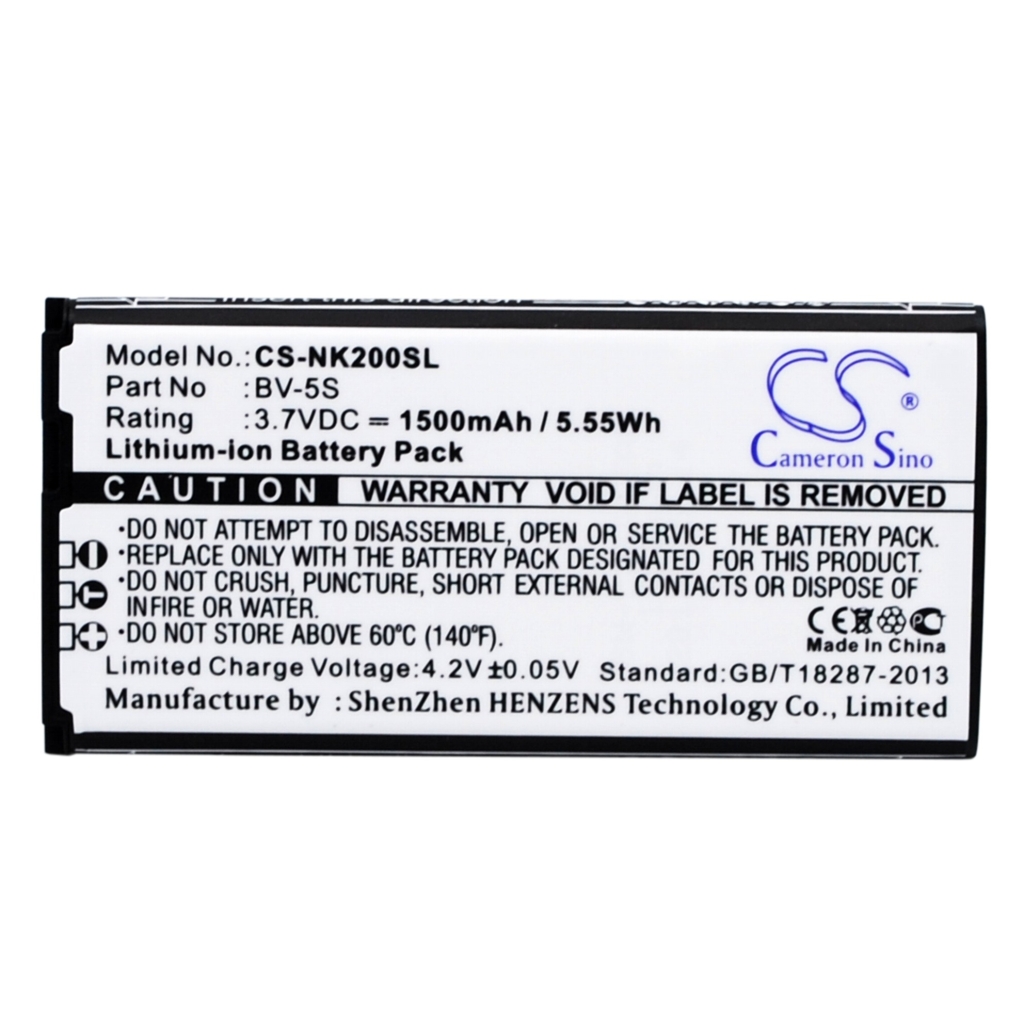 Insert this direction
Model No.: CS-NK200SL
Part No : BV-5S
Rating : 3.7VDC ⎓ 1500mAh / 5.55Wh
Lithium-ion Battery Pack
CS ®
Cameron Sino
CAUTION WARRANTY VOID IF LABEL IS REMOVED
·DO NOT ATTEMPT TO DISASSEMBLE, OPEN OR SERVICE THE BATTERY PACK.
·REPLACE ONLY WITH THE BATTERY PACK DESIGNATED FOR THIS PRODUCT.
·DO NOT CRUSH, PUNCTURE, SHORT EXTERNAL CONTACTS OR DISPOSE OF
INFIRE OR WATER.
·DO NOT STORE ABOVE 60°C (140°F).
CE
Made In China
Limited Charge Voltage:4.2V ±0.05V Standard:GB/T18287-2013
Manufacture by : ShenZhen HENZENS Technology Co., Limited